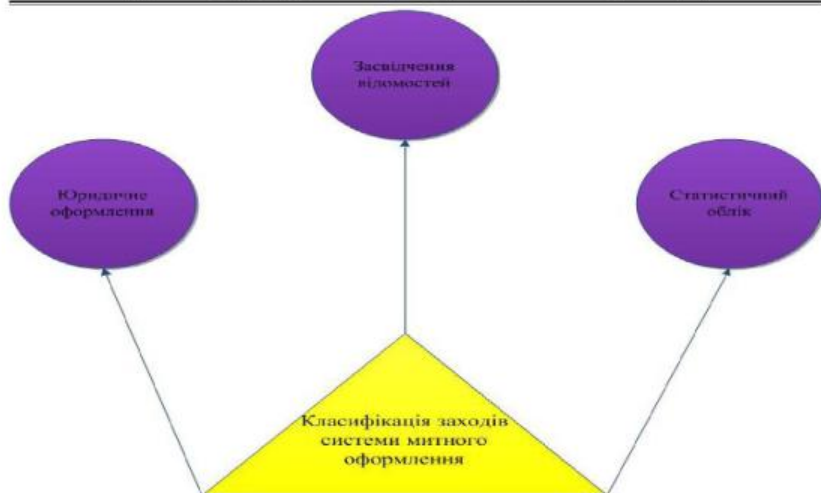 Засвідчення
відомостей
Юридичне
оформлення
Статистичний
облік
Класифікація заходів
системи митного
оформлення